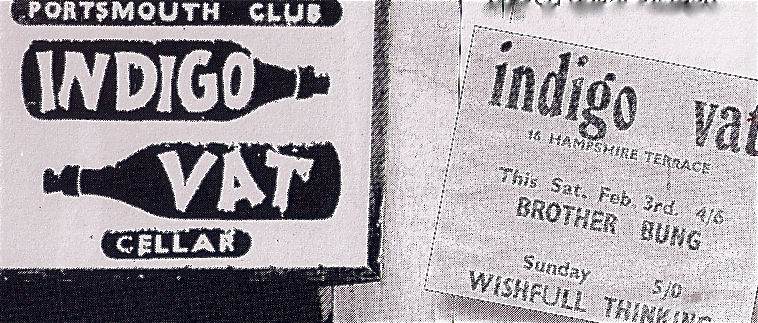 PORTSMOUTH CLUB
INDIGO
VAT
CELLAR
indigo vat
16 HAMPSHIRE TERRACE
This Sat. Feb. 3rd. 4/6
BROTHER BUNG
Sunday 5/0
WISHFULL THINKING